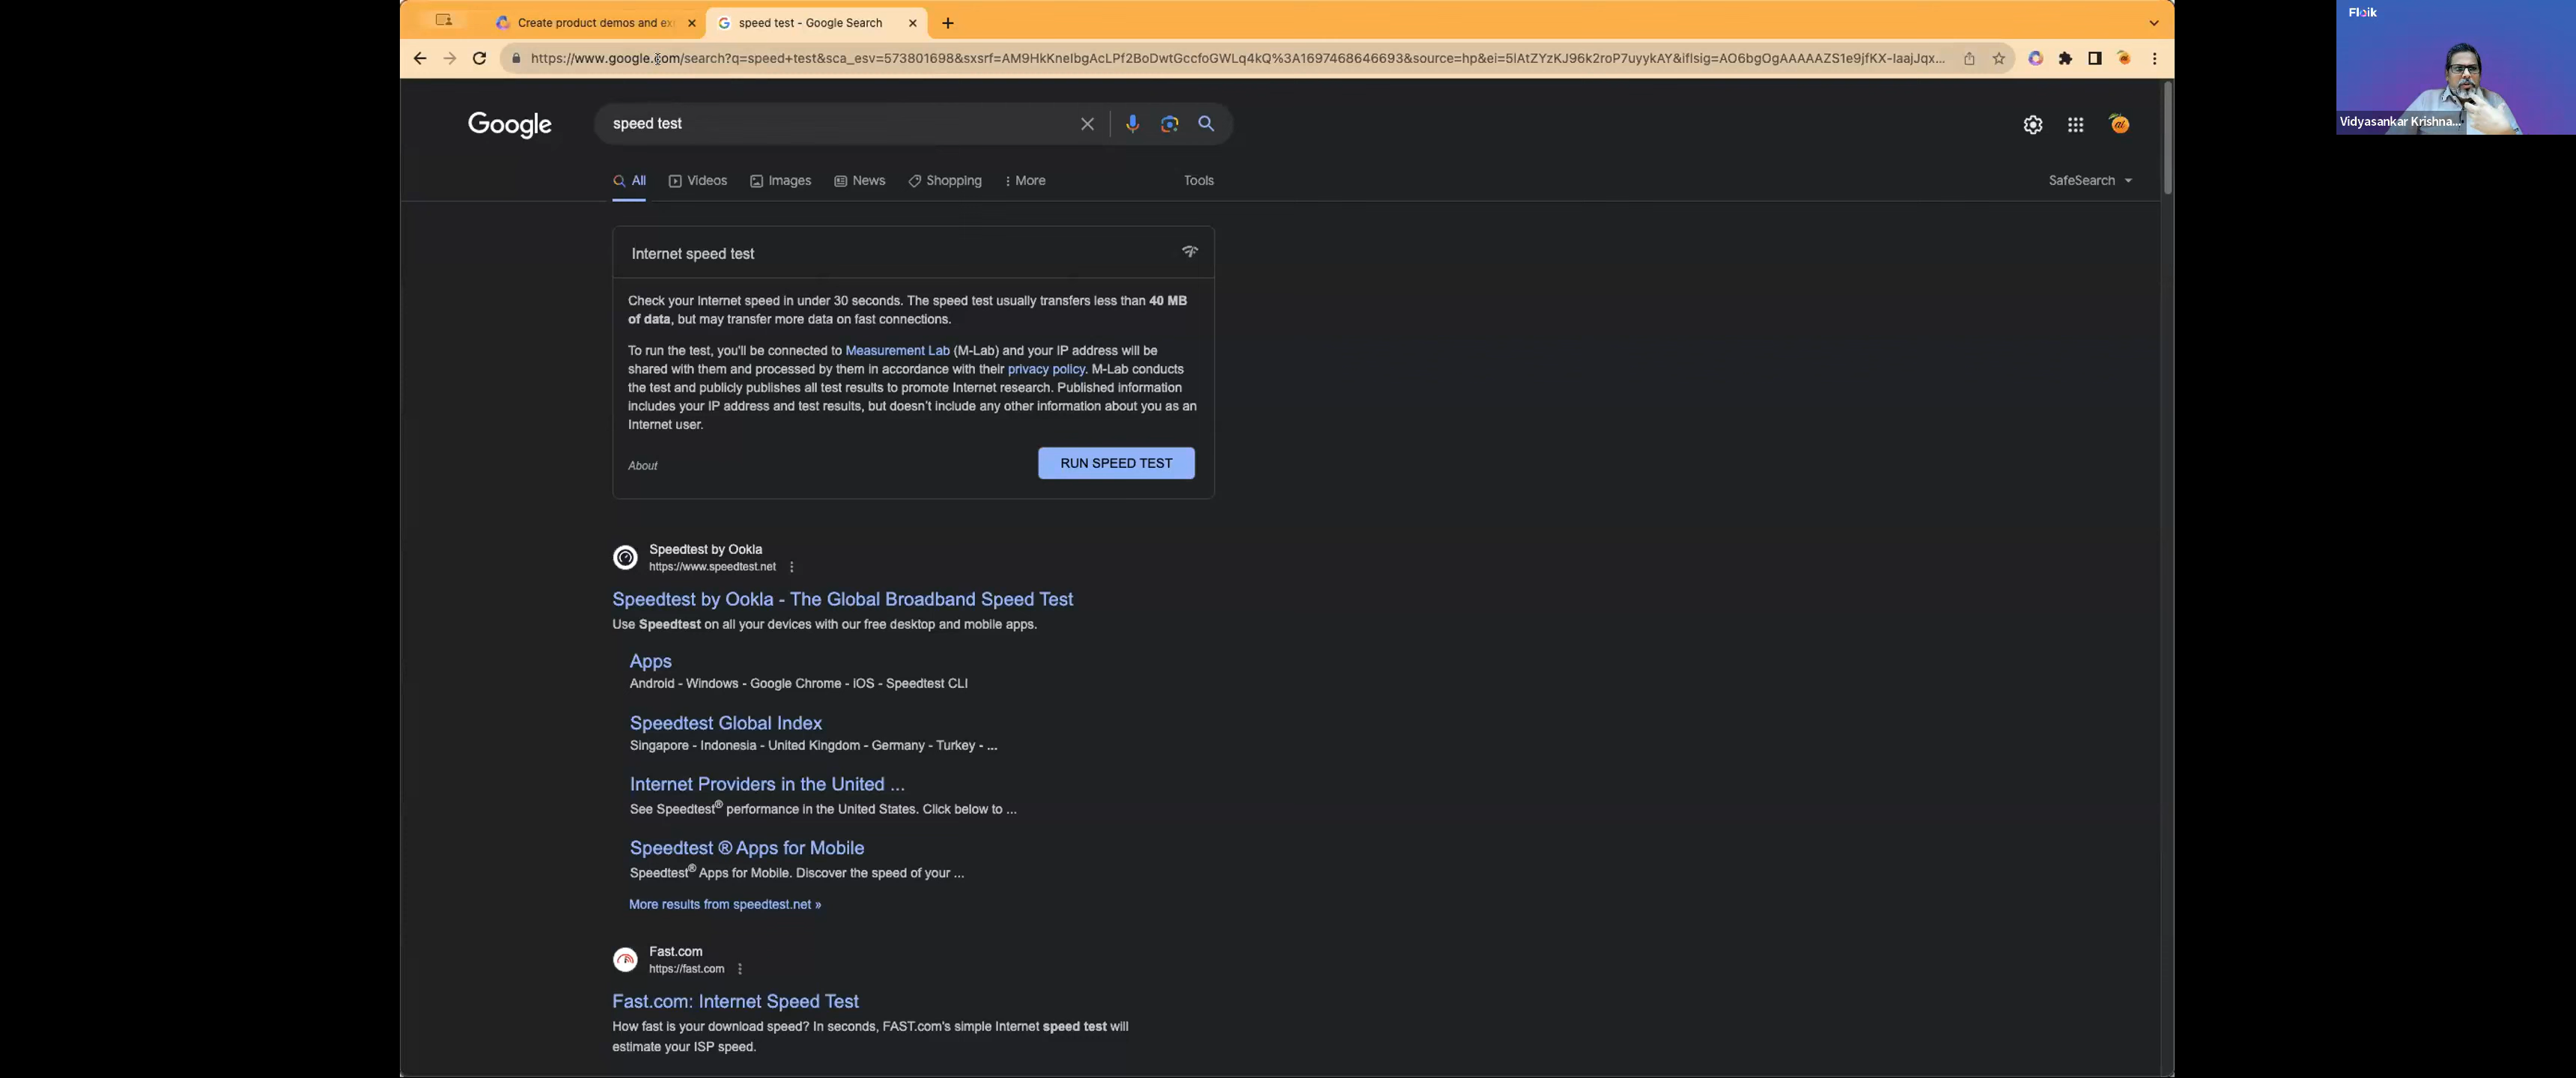 Create product demos and ex
speed test - Google Search
https://www.google.com/search?q=speed+test&sca_esv=573801698&sxsrf=AM9HkKneIbgAcLPf2BoDwtGccfoGWLq4kQ%3A1697468646693&source=hp&ei=5lAtZYzKJ96k2roP7uyykAY&iflsig=AO6bgOgAAAAAZS1e9jfKX-IaajJqx...
Google
speed test
All
Videos
Images
News
Shopping
More
Tools
SafeSearch
Internet speed test
Check your Internet speed in under 30 seconds. The speed test usually transfers less than 40 MB
of data, but may transfer more data on fast connections.
To run the test, you'll be connected to Measurement Lab (M-Lab) and your IP address will be
shared with them and processed by them in accordance with their privacy policy. M-Lab conducts
the test and publicly publishes all test results to promote Internet research. Published information
includes your IP address and test results, but doesn't include any other information about you as an
Internet user.
About
RUN SPEED TEST
Speedtest by Ookla
https://www.speedtest.net
Speedtest by Ookla - The Global Broadband Speed Test
Use Speedtest on all your devices with our free desktop and mobile apps.
Apps
Android - Windows - Google Chrome - iOS - Speedtest CLI
Speedtest Global Index
Singapore - Indonesia - United Kingdom - Germany - Turkey - ...
Internet Providers in the United ...
See Speedtest® performance in the United States. Click below to ...
Speedtest ® Apps for Mobile
Speedtest® Apps for Mobile. Discover the speed of your ...
More results from speedtest.net »
Fast.com
https://fast.com
Fast.com: Internet Speed Test
How fast is your download speed? In seconds, FAST.com's simple Internet speed test will
estimate your ISP speed.
Floik
Vidyasankar Krishna...